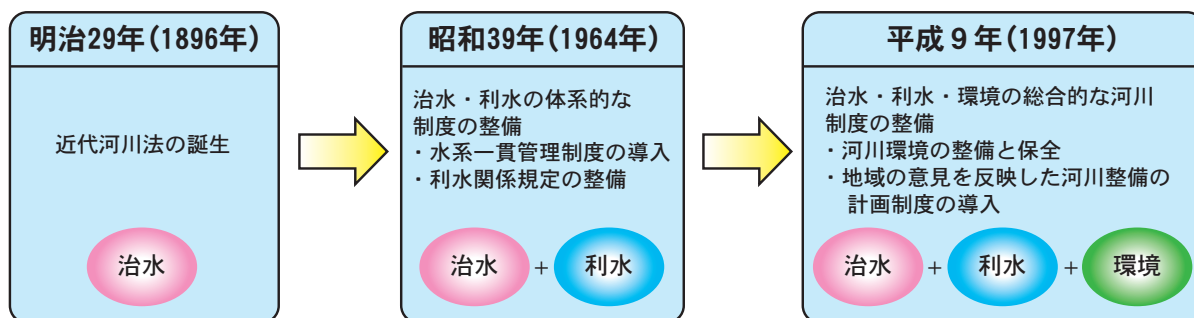 明治29年(1896年)
近代河川法の誕生
治水
昭和39年(1964年)
治水・利水の体系的な
制度の整備
・水系一貫管理制度の導入
・利水関係規定の整備
治水 + 利水
平成９年(1997年)
治水・利水・環境の総合的な河川
制度の整備
・河川環境の整備と保全
・地域の意見を反映した河川整備の
計画制度の導入
治水 + 利水 + 環境